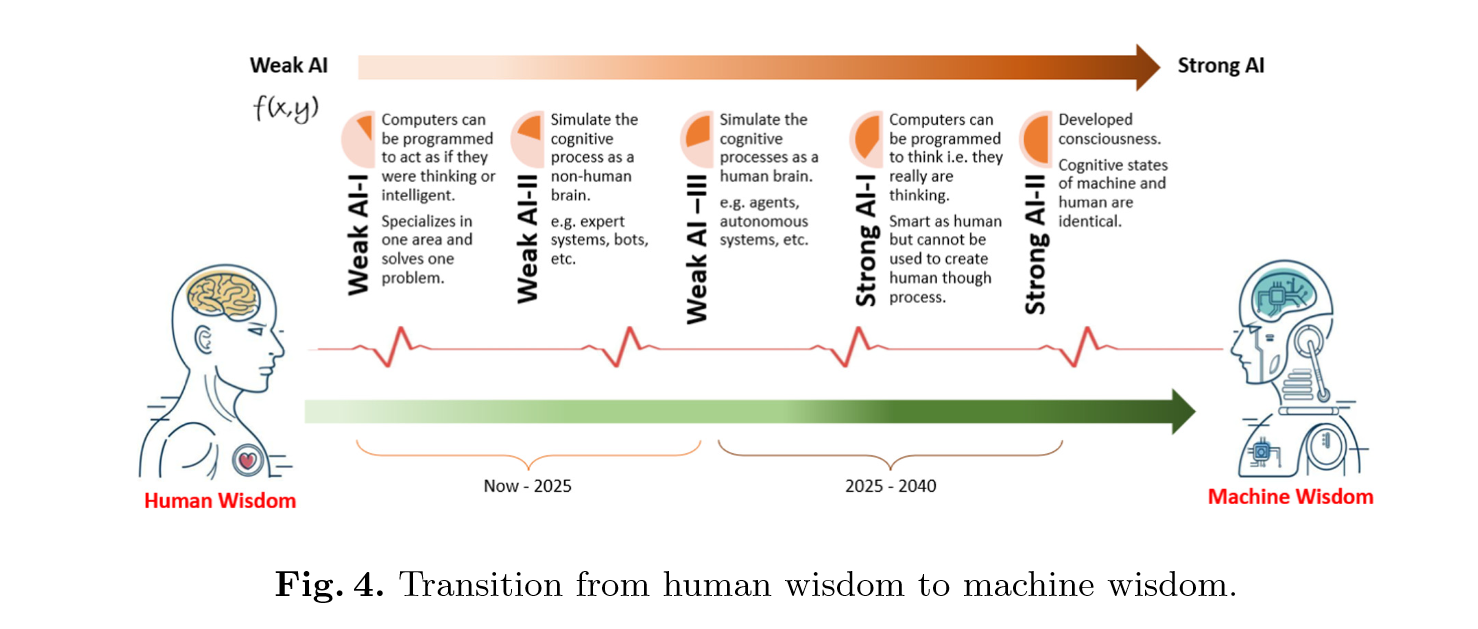 Weak AI
Strong AI
f(x,y)
Weak AI-I
Computers can
be programmed
to act as if they
were thinking or
intelligent.
Specializes in
one area and
solves one
problem.
Weak AI-II
Simulate the
cognitive
process as a
non-human
brain.
e.g. expert
systems, bots,
etc.
Weak AI –III
Simulate the
cognitive
processes as a
human brain.
e.g. agents,
autonomous
systems, etc.
Strong AI-I
Computers can
be programmed
to think i.e. they
really are
thinking.
Smart as human
but cannot be
used to create
human though
process.
Strong AI-II
Developed
consciousness.
Cognitive states
of machine and
human are
identical.
Human Wisdom
Now - 2025
2025 - 2040
Machine Wisdom
Fig. 4. Transition from human wisdom to machine wisdom.